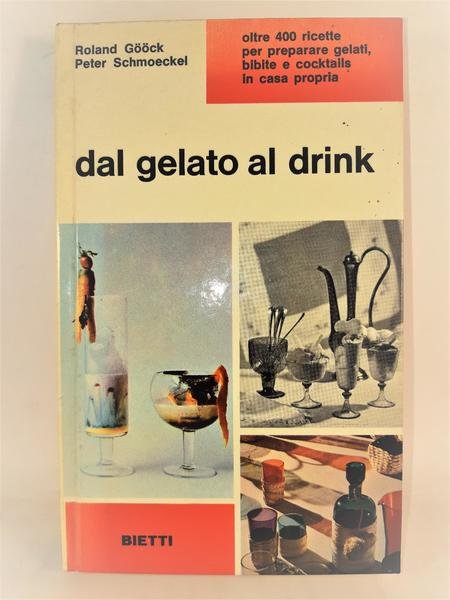 Roland Gööck
Peter Schmoeckel
oltre 400 ricette
per preparare gelati,
bibite e cocktails
in casa propria
dal gelato al drink
BIETTI